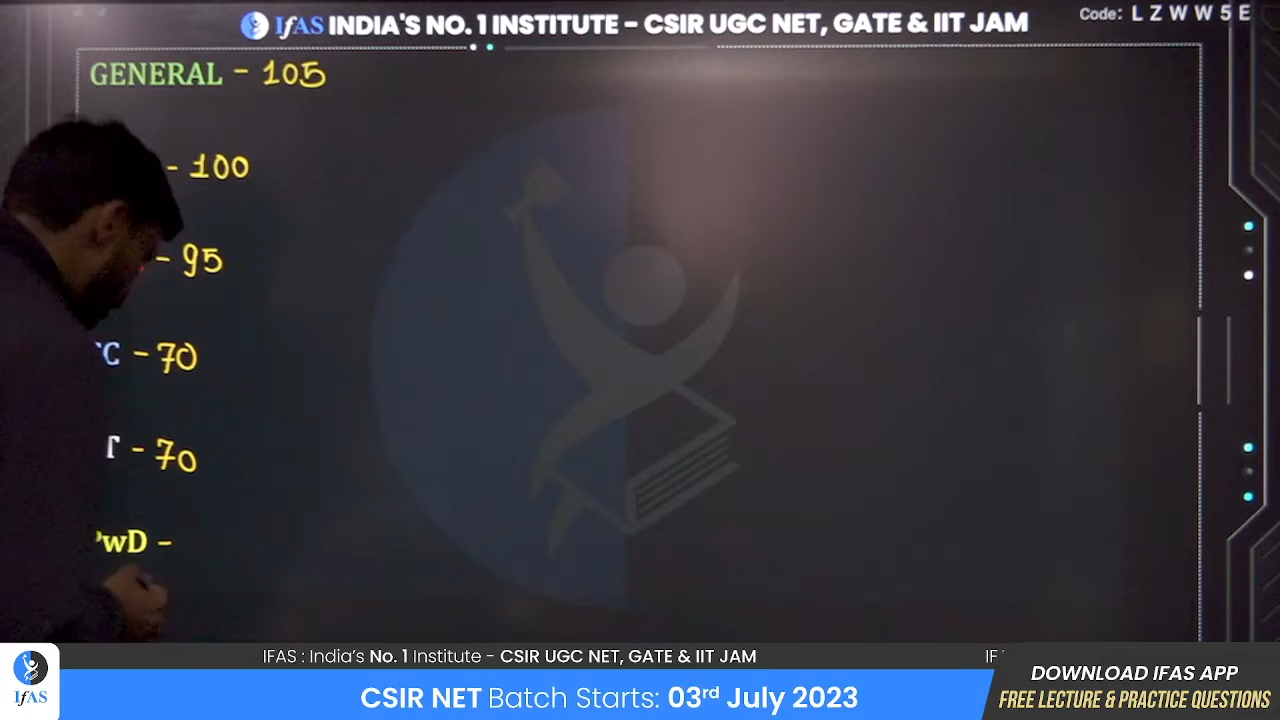 IfAS INDIA'S NO. 1 INSTITUTE - CSIR UGC NET, GATE & IIT JAM
Code: L Z W W 5 E
GENERAL - 105
- 100
- 95
C - 70
- 70
wD -
IFAS : India's No. 1 Institute - CSIR UGC NET, GATE & IIT JAM
IF
IfAS
CSIR NET Batch Starts: 03rd July 2023
DOWNLOAD IFAS APP
FREE LECTURE & PRACTICE QUESTIONS